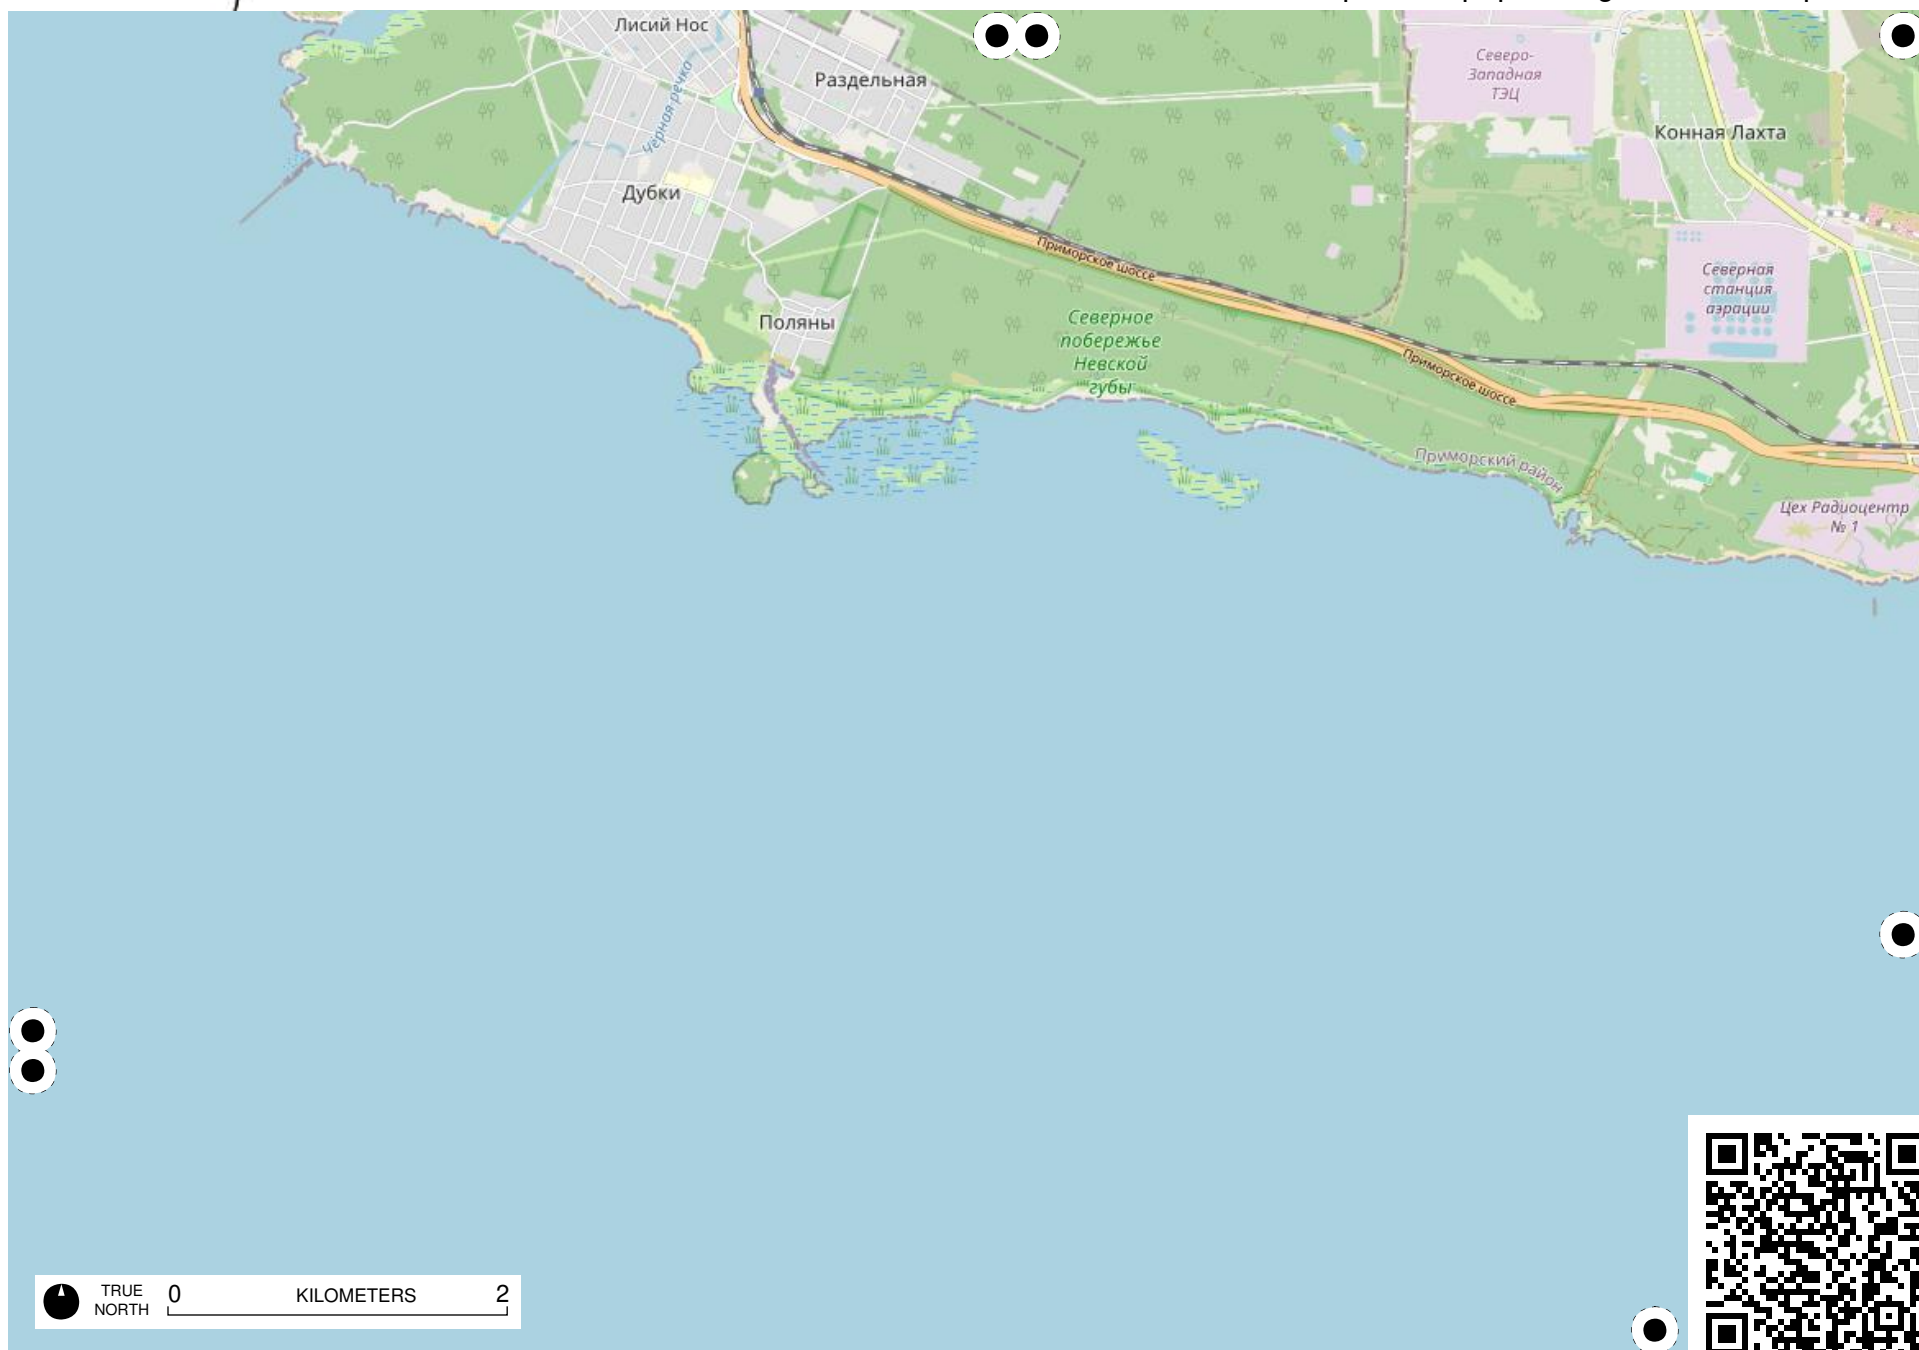 Лисий Нос
Раздельная
Северо-
Западная
ТЭЦ
Чёрная речка
Конная Лахта
Дубки
Приморское шоссе
Северная
станция
аэрации
Поляны
Северное
побережье
Невской
губы
Приморское шоссе
Приморский район
Цех Радиоцентр
№ 1
TRUE
NORTH
0 KILOMETERS 2